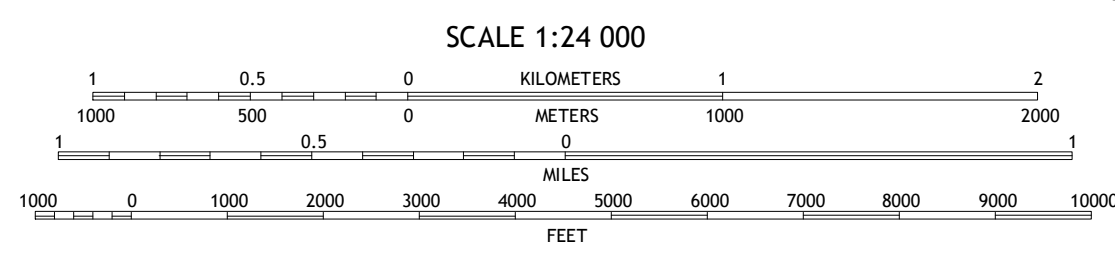 SCALE 1:24 000
1 0.5 0 KILOMETERS 1 2
1000 500 0 METERS 1000 2000
1 0.5 0 1
MILES
1000 0 1000 2000 3000 4000 5000 6000 7000 8000 9000 10000
FEET